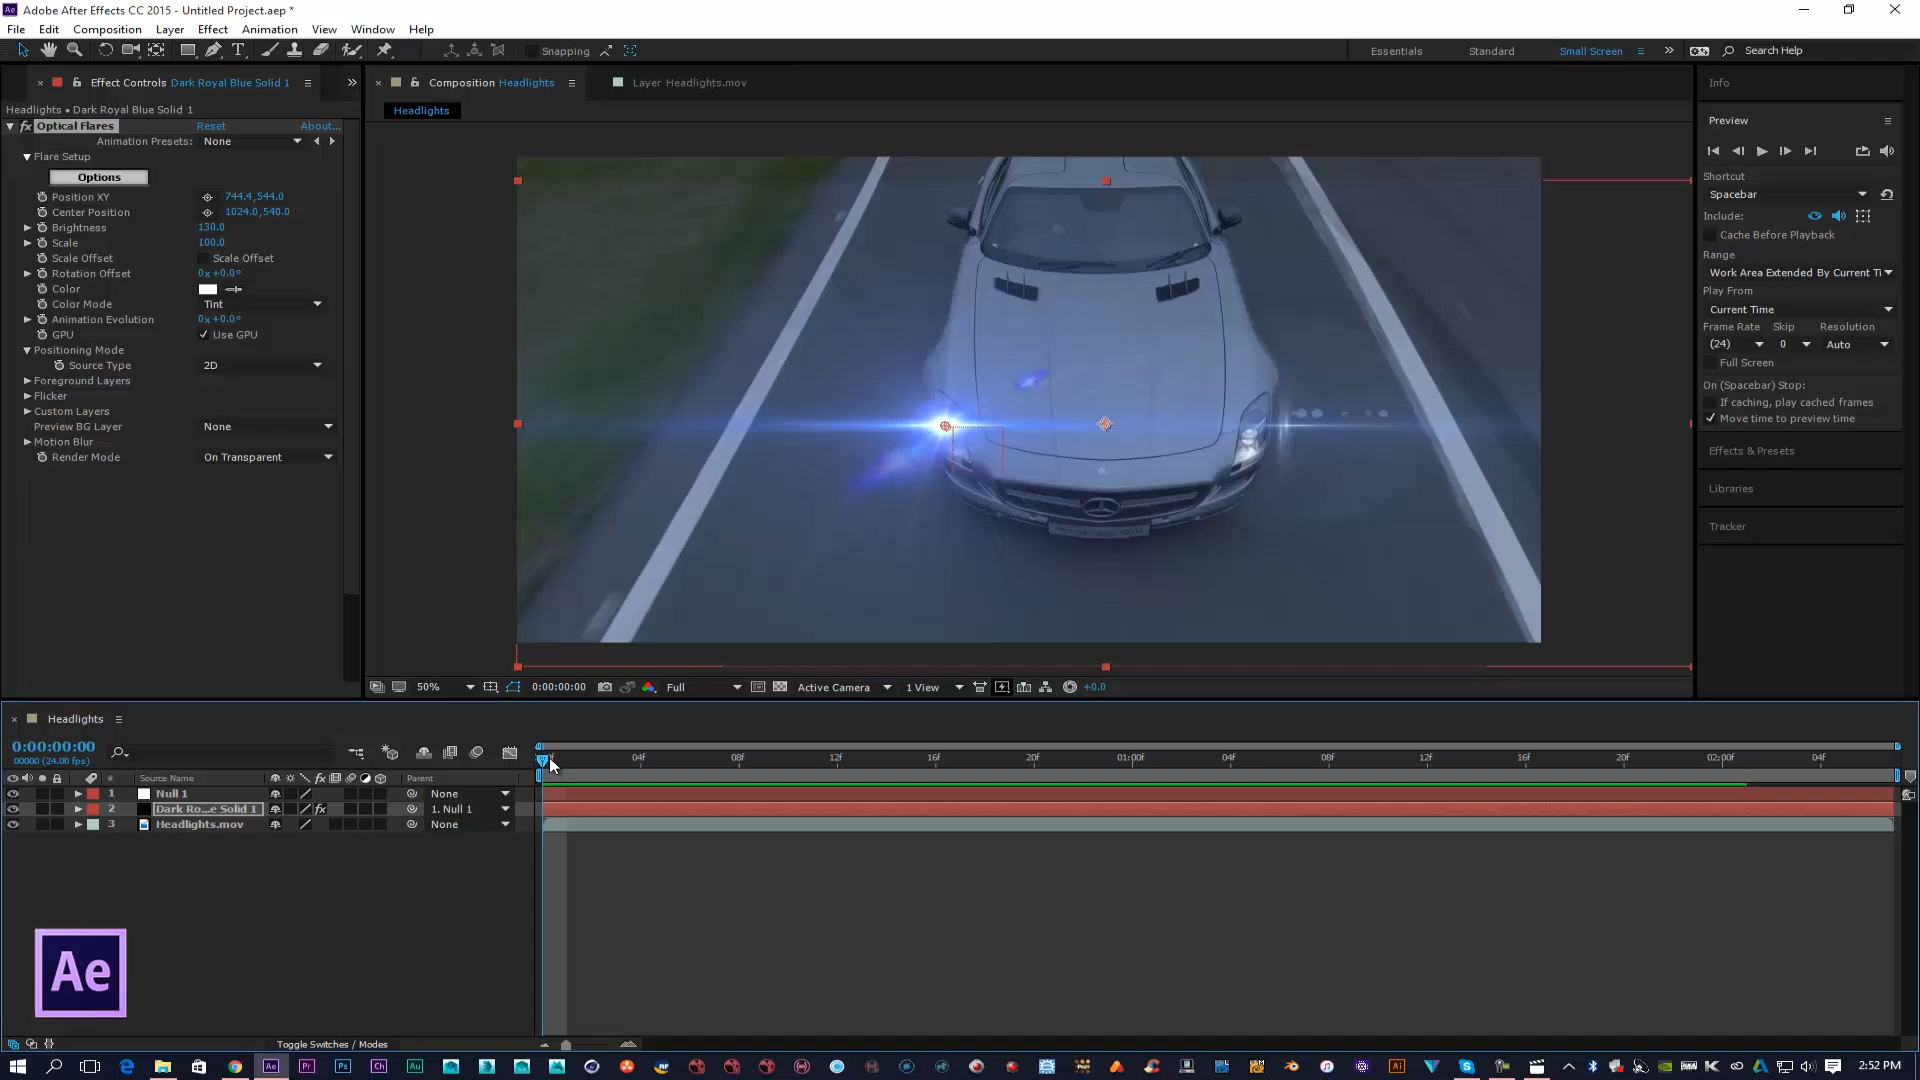 Adobe After Effects CC 2015 - Untitled Project.aep *
File Edit Composition Layer Effect Animation View Window Help
Snapping
Essentials Standard Small Screen Search Help
Effect Controls Dark Royal Blue Solid 1
Composition Headlights
Layer Headlights.mov
Info
Headlights • Dark Royal Blue Solid 1
Headlights
fx Optical Flares Reset About...
Animation Presets: None
Flare Setup
Options
Position XY 744.4,544.0
Center Position 1024.0,540.0
Brightness 130.0
Scale 100.0
Scale Offset Scale Offset
Rotation Offset 0x+0.0°
Color
Color Mode Tint
Animation Evolution 0x+0.0°
GPU Use GPU
Positioning Mode
Source Type 2D
Foreground Layers
Flicker
Custom Layers
Preview BG Layer None
Motion Blur
Render Mode On Transparent
Preview
Shortcut
Spacebar
Include:
Cache Before Playback
Range
Work Area Extended By Current Ti
Play From
Current Time
Frame Rate Skip Resolution
(24) 0 Auto
Full Screen
On (Spacebar) Stop:
If caching, play cached frames
Move time to preview time
Effects & Presets
Libraries
Tracker
50% 0:00:00:00 Full Active Camera 1 View +0.0
Headlights
0:00:00:00
00000 (24.00 fps)
04f 08f 12f 16f 20f 01:00f 04f 08f 12f 16f 20f 02:00f 04f
# Source Name fx Parent
1 Null 1 None
2 Dark Ro...e Solid 1 fx 1. Null 1
3 Headlights.mov None
Ae
Toggle Switches / Modes
Ae Pr Ps Ch Au Ai 2:52 PM